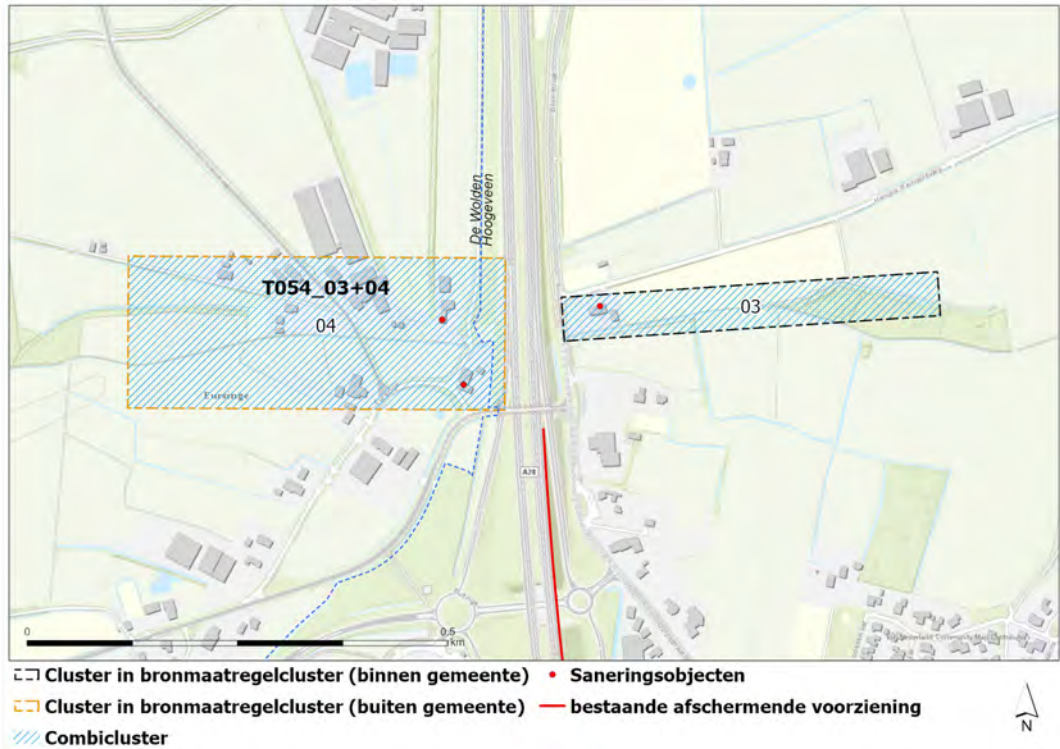 De Wolden
Hoogeveen
T054_03+04
04
03
Eursinge
A28
0
0.5
km
Cluster in bronmaatregelcluster (binnen gemeente)
Saneringsobjecten
Cluster in bronmaatregelcluster (buiten gemeente)
bestaande afschermende voorziening
Combicluster
N